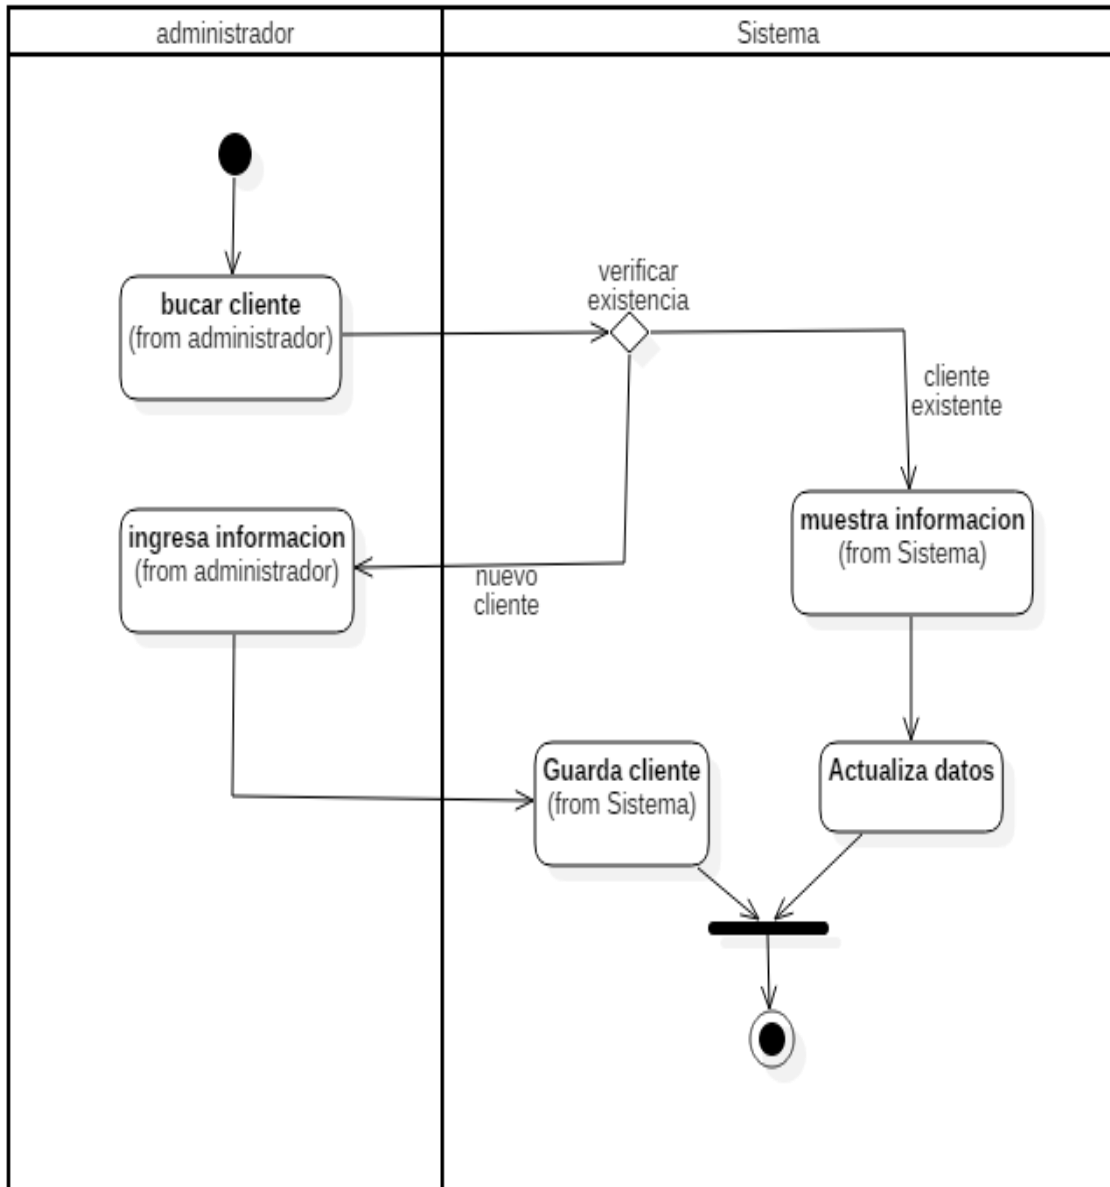 administrador
Sistema
verificar
existencia
bucar cliente
(from administrador)
cliente
existente
ingresa informacion
(from administrador)
muestra informacion
(from Sistema)
nuevo
cliente
Guarda cliente
(from Sistema)
Actualiza datos